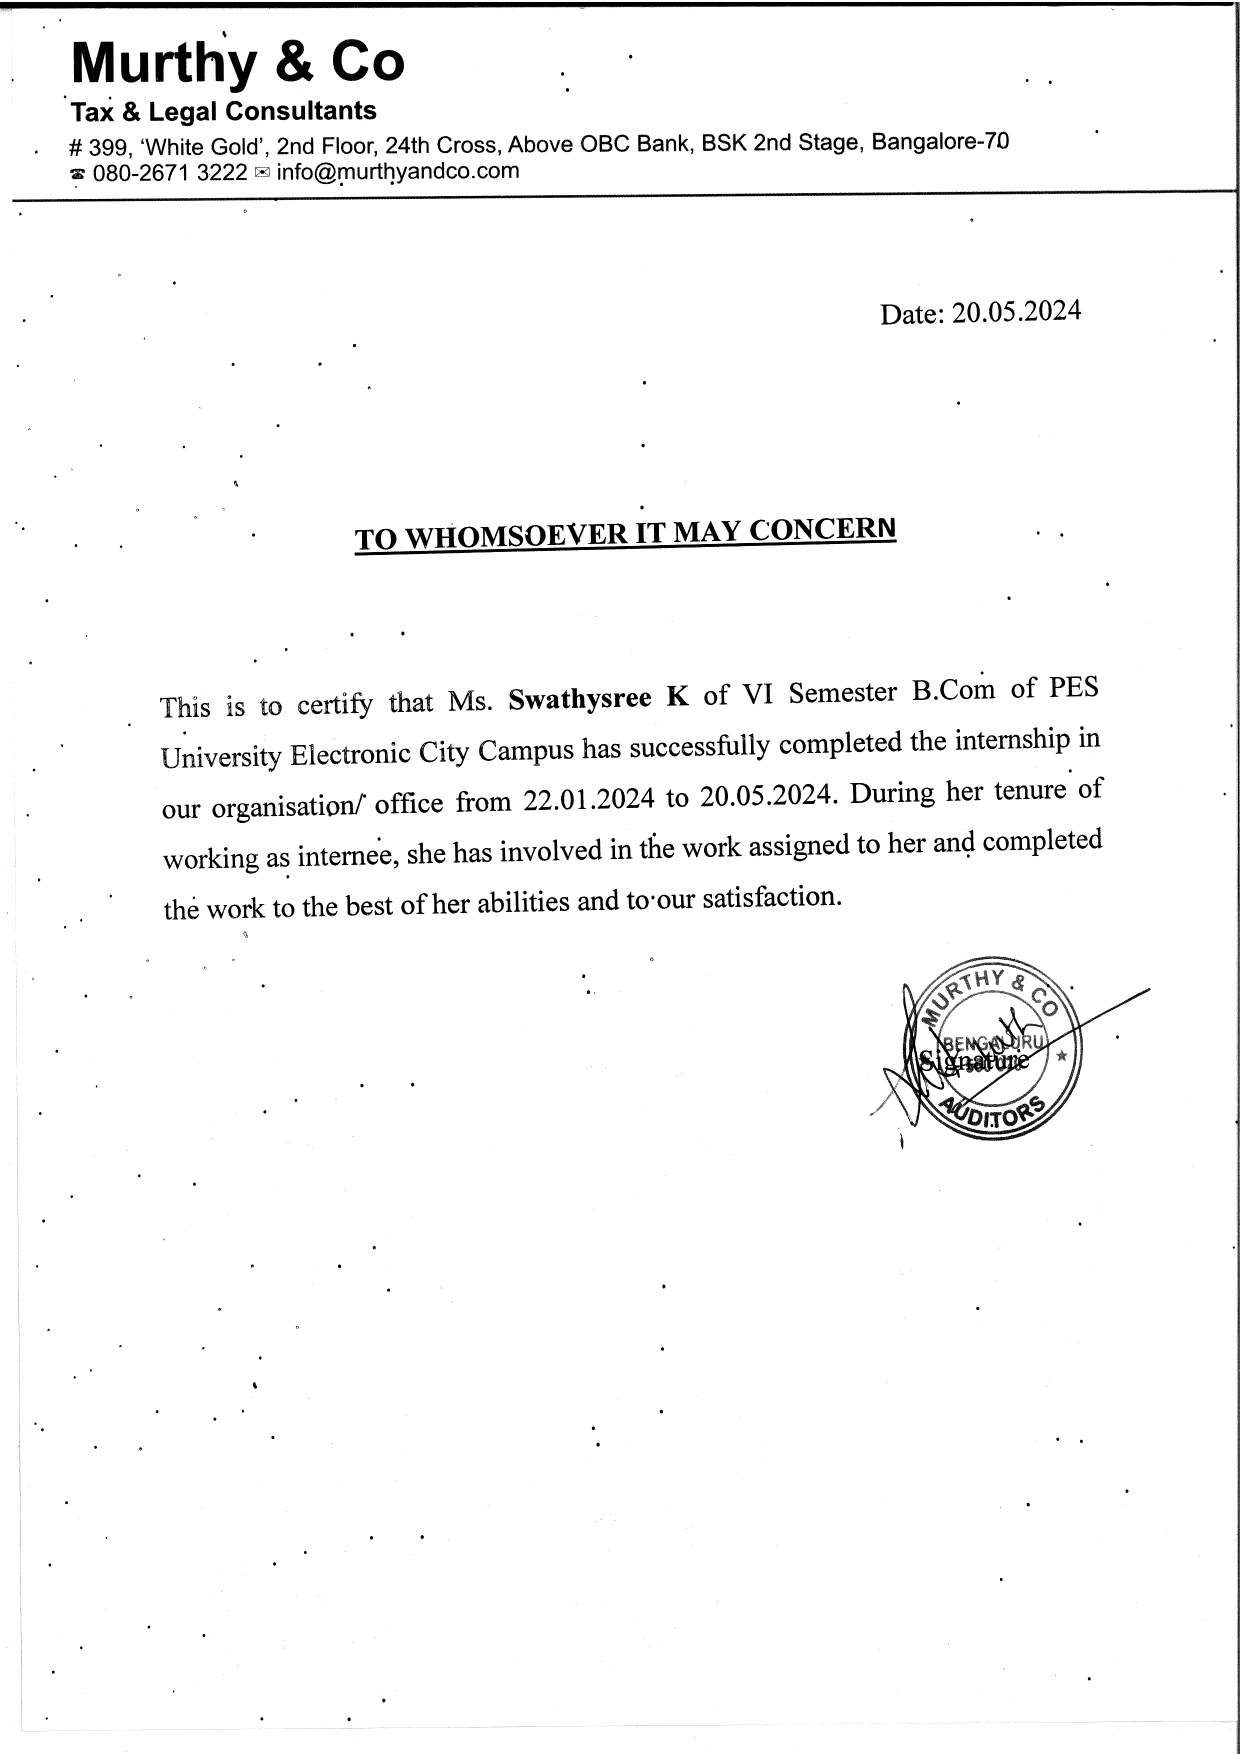 Murthy & Co
Tax & Legal Consultants
# 399, ‘White Gold’, 2nd Floor, 24th Cross, Above OBC Bank, BSK 2nd Stage, Bangalore-70
☎ 080-2671 3222 ✉ info@murthyandco.com
Date: 20.05.2024
TO WHOMSOEVER IT MAY CONCERN
This is to certify that Ms. Swathysree K of VI Semester B.Com of PES
University Electronic City Campus has successfully completed the internship in
our organisation/ office from 22.01.2024 to 20.05.2024. During her tenure of
working as internee, she has involved in the work assigned to her and completed
the work to the best of her abilities and to our satisfaction.
MURTHY & CO
BENGALURU
Signature
★
AUDITORS